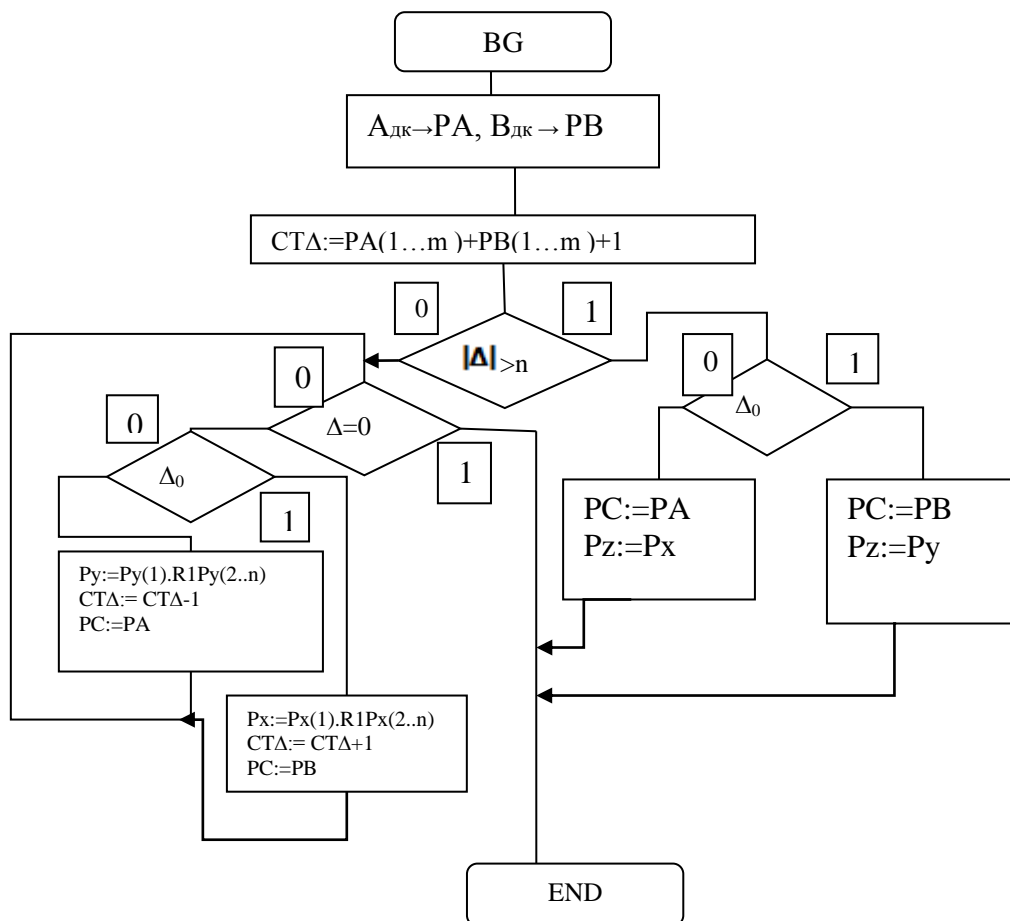 BG
Aдк→PA, Bдк→PB
CTΔ:=PA(1…m )+PB(1…m )+1
0
1
|Δ|>n
0
1
Δ0
0
Δ=0
1
0
Δ0
1
PC:=PA
Pz:=Px
PC:=PB
Pz:=Py
Py:=Py(1).R1Py(2..n)
CTΔ:= CTΔ-1
PC:=PA
Px:=Px(1).R1Px(2..n)
CTΔ:= CTΔ+1
PC:=PB
END